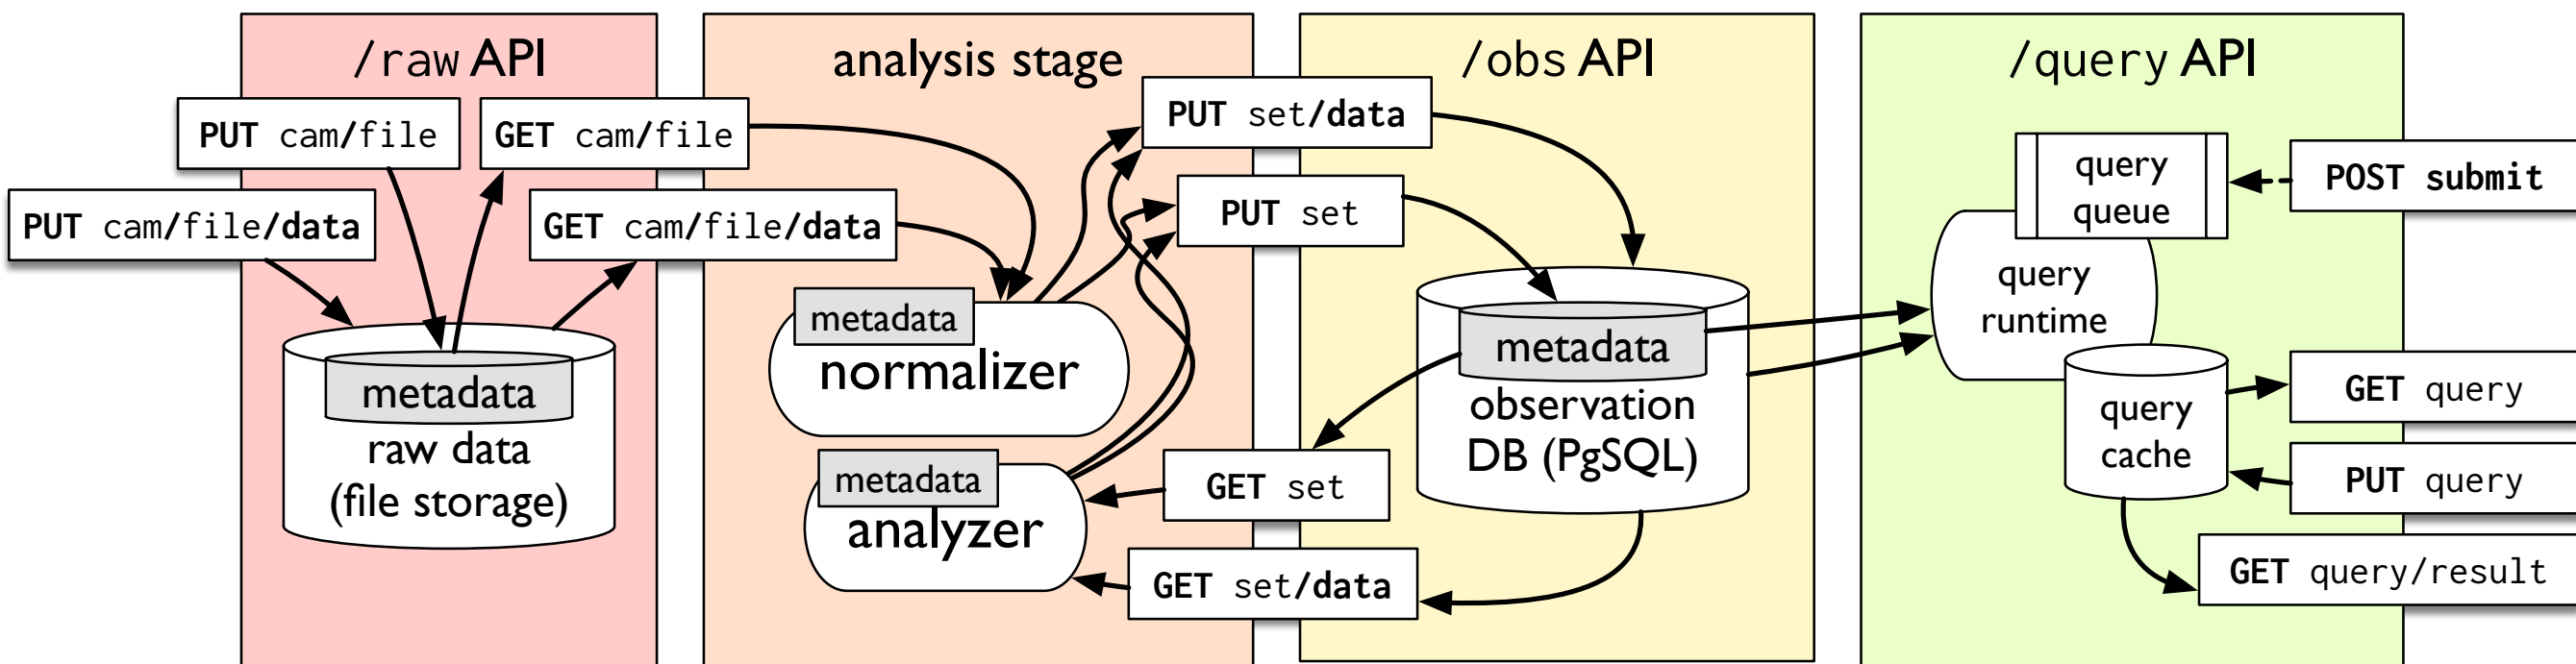 /raw API
PUT cam/file
GET cam/file
PUT cam/file/data
GET cam/file/data
metadata
raw data
(file storage)
analysis stage
metadata
normalizer
metadata
analyzer
/obs API
PUT set/data
PUT set
metadata
observation
DB (PgSQL)
GET set
GET set/data
/query API
query
queue
POST submit
query
runtime
query
cache
GET query
PUT query
GET query/result